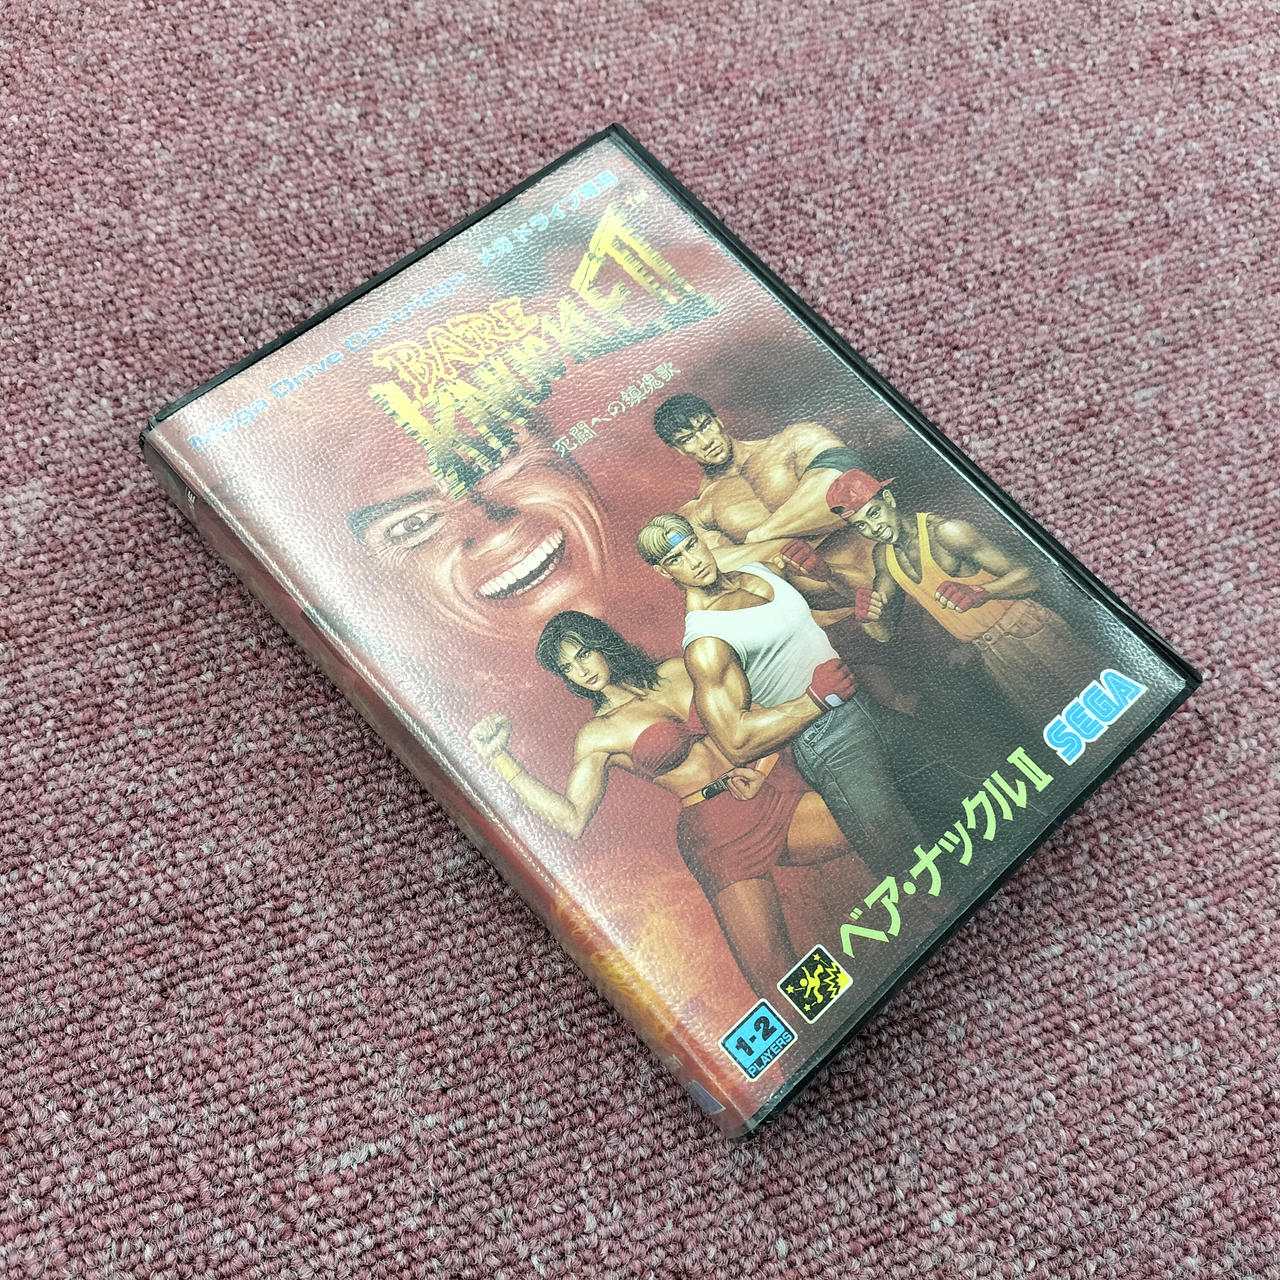 Mega Drive Cartridge メガドライブ専用
BARE
KNUCKLE II ™
死闘への鎮魂歌
SEGA
ベア・ナックルII
1-2
PLAYERS